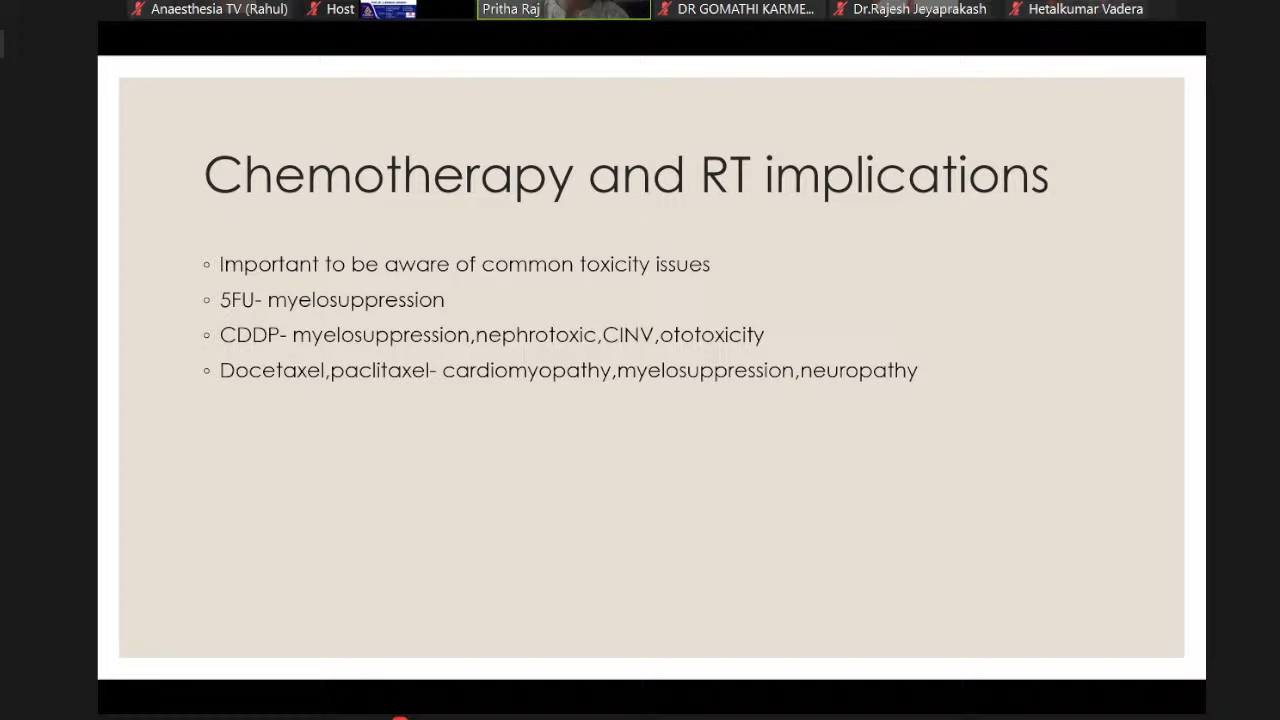 Anaesthesia TV (Rahul) Host Pritha Raj DR GOMATHI KARME... Dr.Rajesh Jeyaprakash Hetalkumar Vadera
Chemotherapy and RT implications
◦ Important to be aware of common toxicity issues
◦ 5FU- myelosuppression
◦ CDDP- myelosuppression,nephrotoxic,CINV,ototoxicity
◦ Docetaxel,paclitaxel- cardiomyopathy,myelosuppression,neuropathy